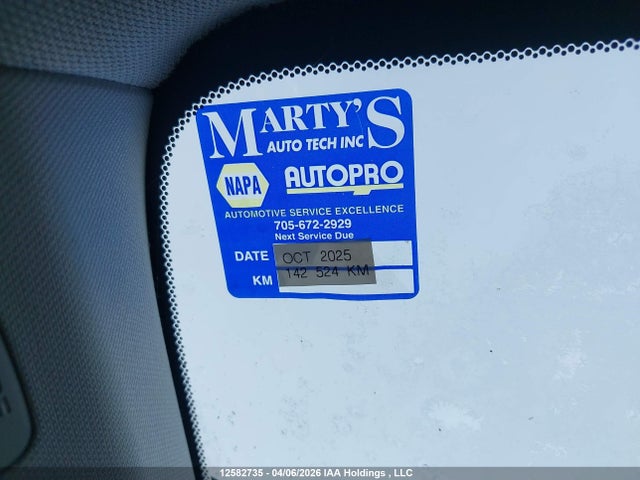 MARTY'S
AUTO TECH INC
NAPA
AUTOPRO
AUTOMOTIVE SERVICE EXCELLENCE
705-672-2929
Next Service Due
DATE OCT 2025
KM 142 524 KM
12582735 - 04/06/2026 IAA Holdings , LLC